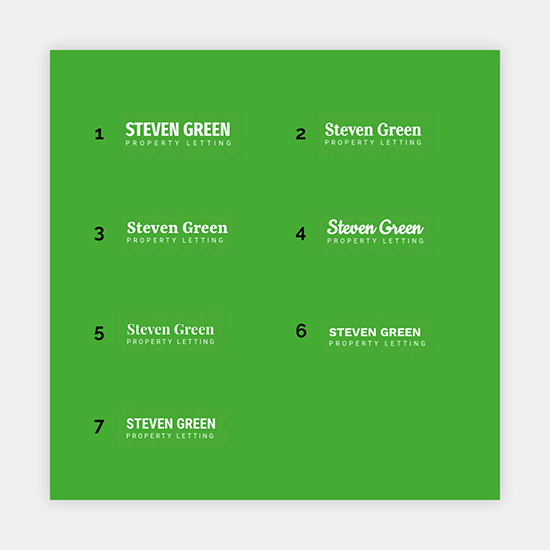 1 STEVEN GREEN
PROPERTY LETTING
2 Steven Green
PROPERTY LETTING
3 Steven Green
PROPERTY LETTING
4 Steven Green
PROPERTY LETTING
5 Steven Green
PROPERTY LETTING
6 STEVEN GREEN
PROPERTY LETTING
7 STEVEN GREEN
PROPERTY LETTING